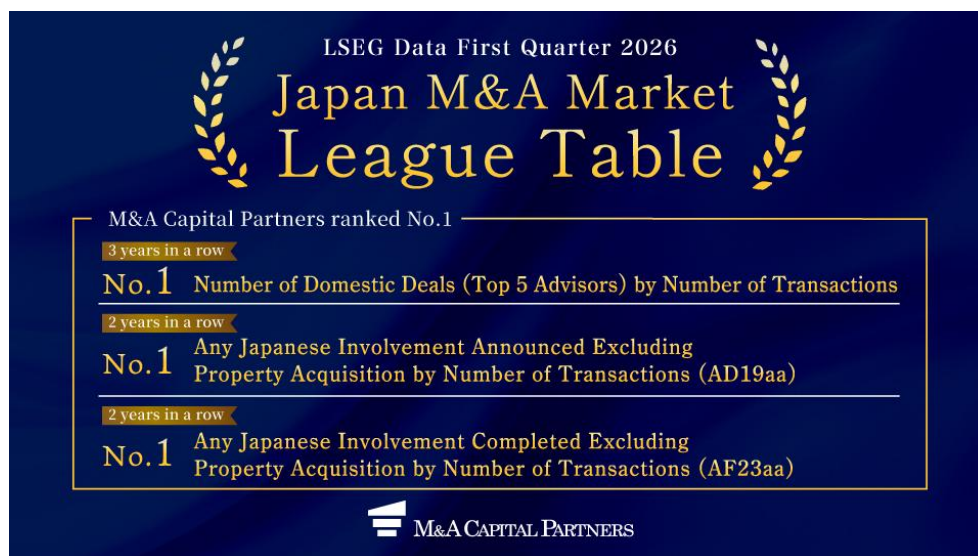 LSEG Data First Quarter 2026
Japan M&A Market
League Table
M&A Capital Partners ranked No.1
3 years in a row
No.1 Number of Domestic Deals (Top 5 Advisors) by Number of Transactions
2 years in a row
No.1 Any Japanese Involvement Announced Excluding
Property Acquisition by Number of Transactions (AD19aa)
2 years in a row
No.1 Any Japanese Involvement Completed Excluding
Property Acquisition by Number of Transactions (AF23aa)
M&A CAPITAL PARTNERS